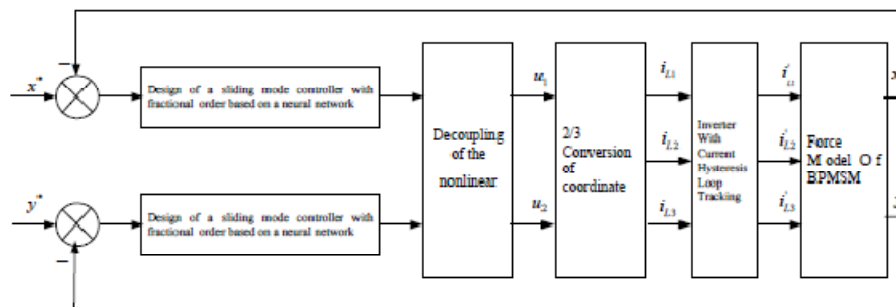 −
x*
Design of a sliding mode controller with
fractional order based on a neural network
Decoupling
of the
nonlinear
u1
u2
2/3
Conversion
of
coordinate
iL1
iL2
iL3
Inverter
With
Current
Hysteresis
Loop
Tracking
i'L1
i'L2
i'L3
Force
Model Of
BPMSM
x
y*
Design of a sliding mode controller with
fractional order based on a neural network
−